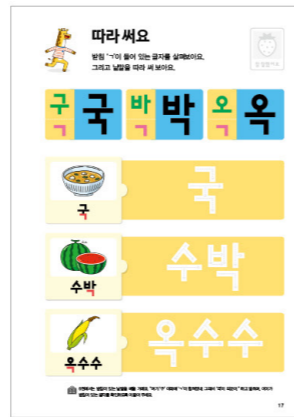 따라 써요
받침 'ㄱ'이 들어 있는 글자를 살펴보아요.
그리고 낱말을 따라 써 보아요.
구 ㄱ 국 바 ㄱ 박 오 ㄱ 옥
국 국
수박 수박
옥수수 옥수수
17